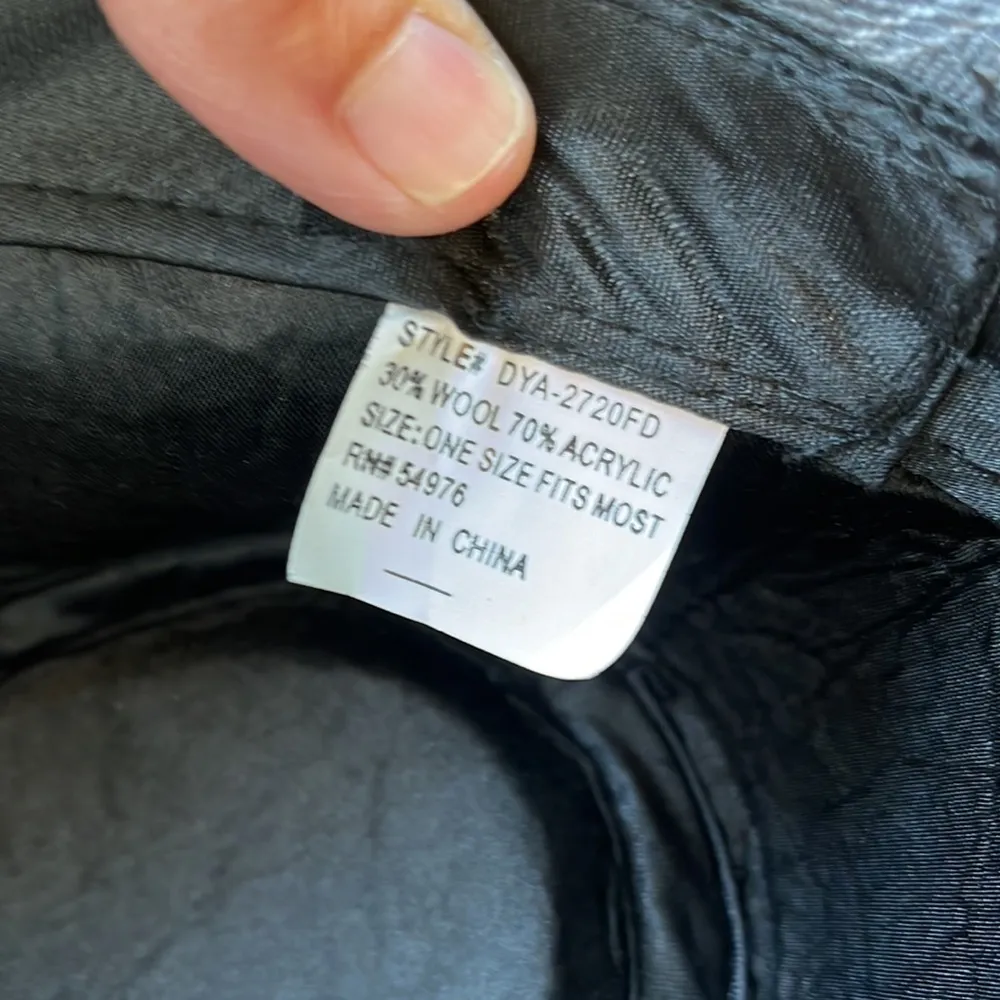 STYLE# DYA-2720FD
30% WOOL 70% ACRYLIC
SIZE: ONE SIZE FITS MOST
RN# 54976
MADE IN CHINA